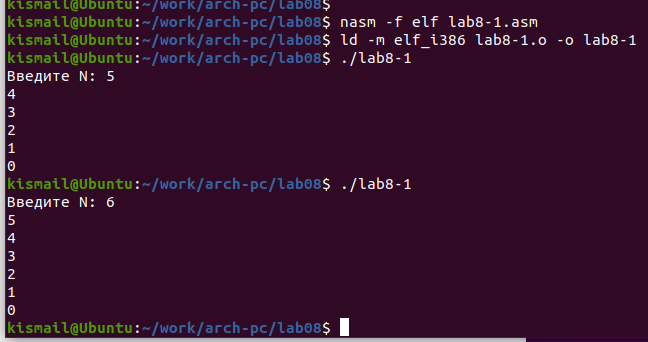 kismail@Ubuntu:~/work/arch-pc/lab08$
kismail@Ubuntu:~/work/arch-pc/lab08$ nasm -f elf lab8-1.asm
kismail@Ubuntu:~/work/arch-pc/lab08$ ld -m elf_i386 lab8-1.o -o lab8-1
kismail@Ubuntu:~/work/arch-pc/lab08$ ./lab8-1
Введите N: 5
4
3
2
1
0
kismail@Ubuntu:~/work/arch-pc/lab08$ ./lab8-1
Введите N: 6
5
4
3
2
1
0
kismail@Ubuntu:~/work/arch-pc/lab08$